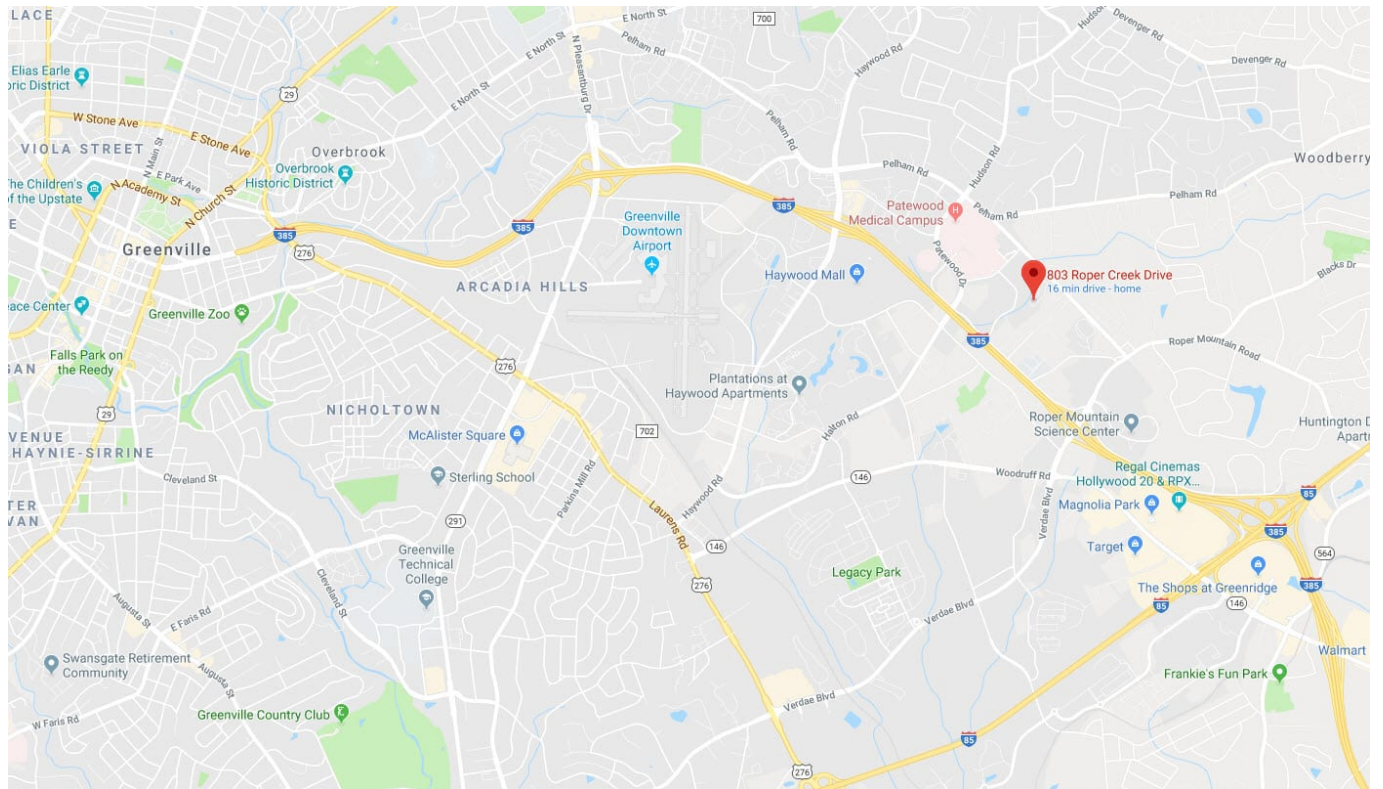 LACE
E North St
700
Hudson
Devenger Rd
N Pleasantburg Dr
E North St
Pelham Rd
Haywood Rd
Devenger Rd
Elias Earle
oric District
29
E North St
W Stone Ave
E Stone Ave
VIOLA STREET
N Main St
Overbrook
Overbrook
Historic District
Pelham Rd
Pelham Rd
Hudson Rd
Woodberry
The Children's
of the Upstate
E Park Ave
N Academy St
N Church St
Pelham Rd
385
Patewood
Medical Campus
Pelham Rd
E
385
385
Greenville
Downtown
Airport
Greenville
276
Patewood Dr
Haywood Mall
803 Roper Creek Drive
16 min drive - home
Blacks Dr
ARCADIA HILLS
eace Center
Greenville Zoo
385
Roper Mountain Road
Falls Park on
the Reedy
GAN
276
Plantations at
Haywood Apartments
29
NICHOLTOWN
McAlister Square
702
Halton Rd
Roper Mountain
Science Center
Huntington D
Apartm
VENUE
HAYNIE-SIRRINE
Cleveland St
Sterling School
Parkins Mill Rd
Haywood Rd
146
Woodruff Rd
Regal Cinemas
Hollywood 20 & RPX...
85
TER
VAN
291
Laurens Rd
Verdae Blvd
Magnolia Park
385
146
Target
564
Greenville
Technical
College
Legacy Park
276
The Shops at Greenridge
385
Cleveland St
Augusta St
E Faris Rd
Verdae Blvd
85
146
Swansgate Retirement
Community
Augusta St
Walmart
Frankie's Fun Park
Verdae Blvd
Greenville Country Club
W Faris Rd
85
276